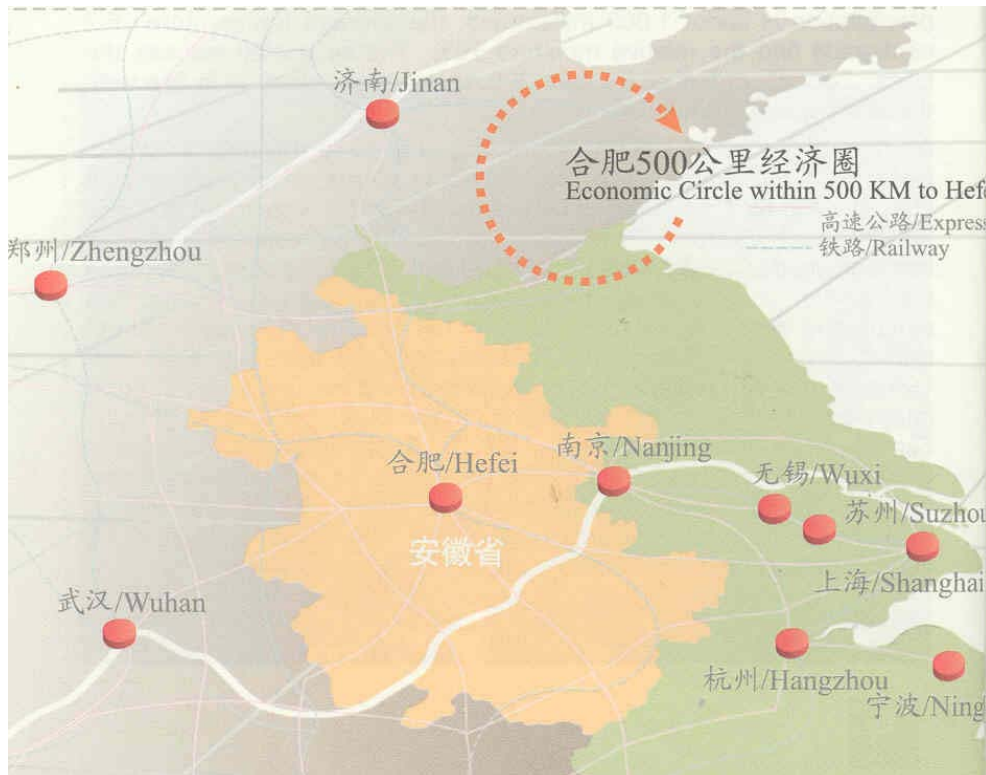 济南/Jinan
合肥500公里经济圈
Economic Circle within 500 KM to Hefe
高速公路/Express
铁路/Railway
郑州/Zhengzhou
南京/Nanjing
合肥/Hefei
无锡/Wuxi
苏州/Suzhou
安徽省
上海/Shanghai
武汉/Wuhan
杭州/Hangzhou
宁波/Ning